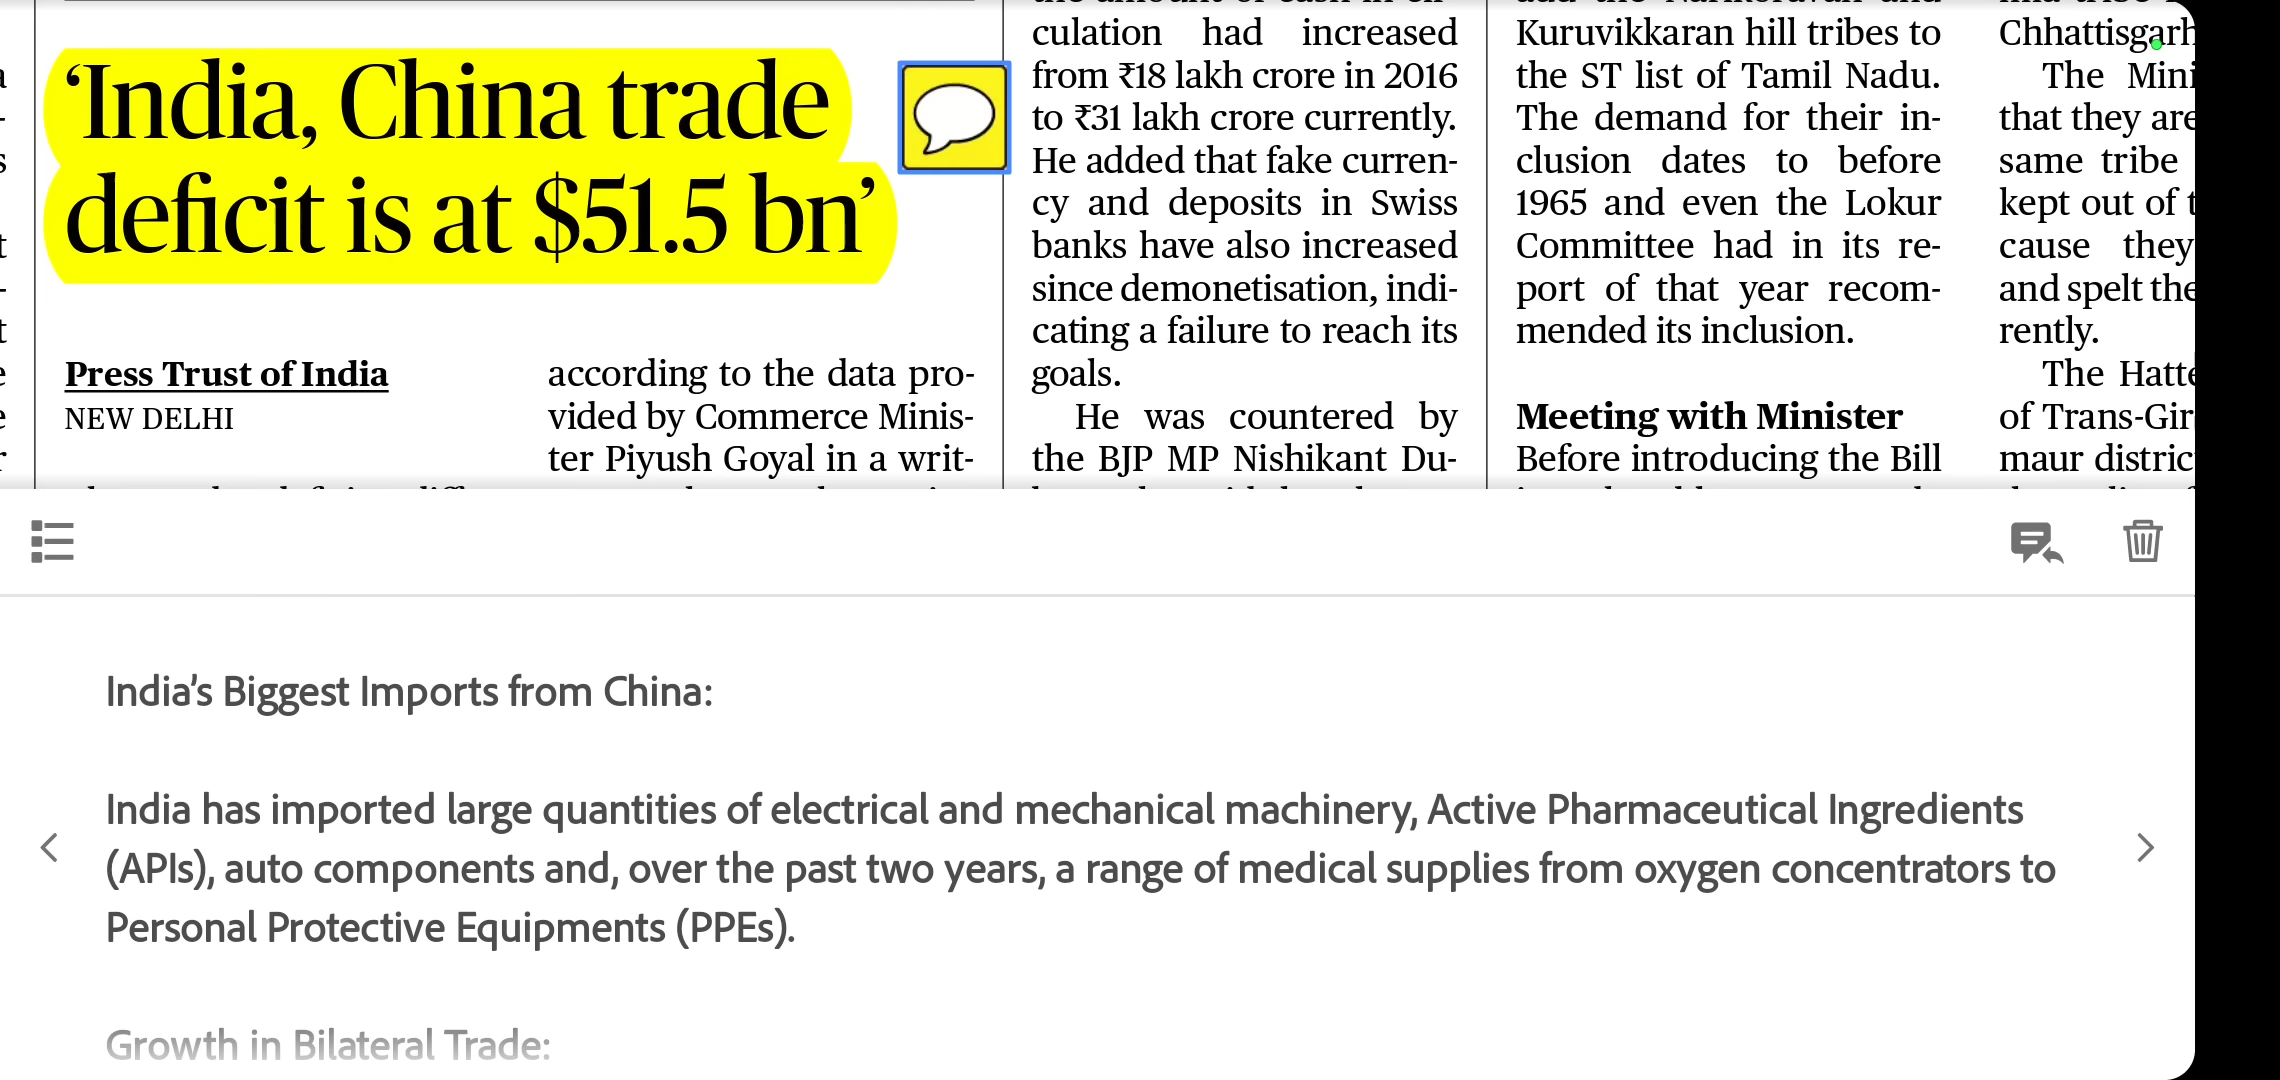 ‘India, China trade
deficit is at $51.5 bn’
Press Trust of India
NEW DELHI
according to the data pro-
vided by Commerce Minis-
ter Piyush Goyal in a writ-
culation had increased
from ₹18 lakh crore in 2016
to ₹31 lakh crore currently.
He added that fake curren-
cy and deposits in Swiss
banks have also increased
since demonetisation, indi-
cating a failure to reach its
goals.
He was countered by
the BJP MP Nishikant Du-
Kuruvikkaran hill tribes to
the ST list of Tamil Nadu.
The demand for their in-
clusion dates to before
1965 and even the Lokur
Committee had in its re-
port of that year recom-
mended its inclusion.
Meeting with Minister
Before introducing the Bill
Chhattisgarh
The Mini
that they are
same tribe
kept out of t
cause they
and spelt the
rently.
The Hatte
of Trans-Gir
maur distric
India’s Biggest Imports from China:
India has imported large quantities of electrical and mechanical machinery, Active Pharmaceutical Ingredients
(APIs), auto components and, over the past two years, a range of medical supplies from oxygen concentrators to
Personal Protective Equipments (PPEs).
Growth in Bilateral Trade: